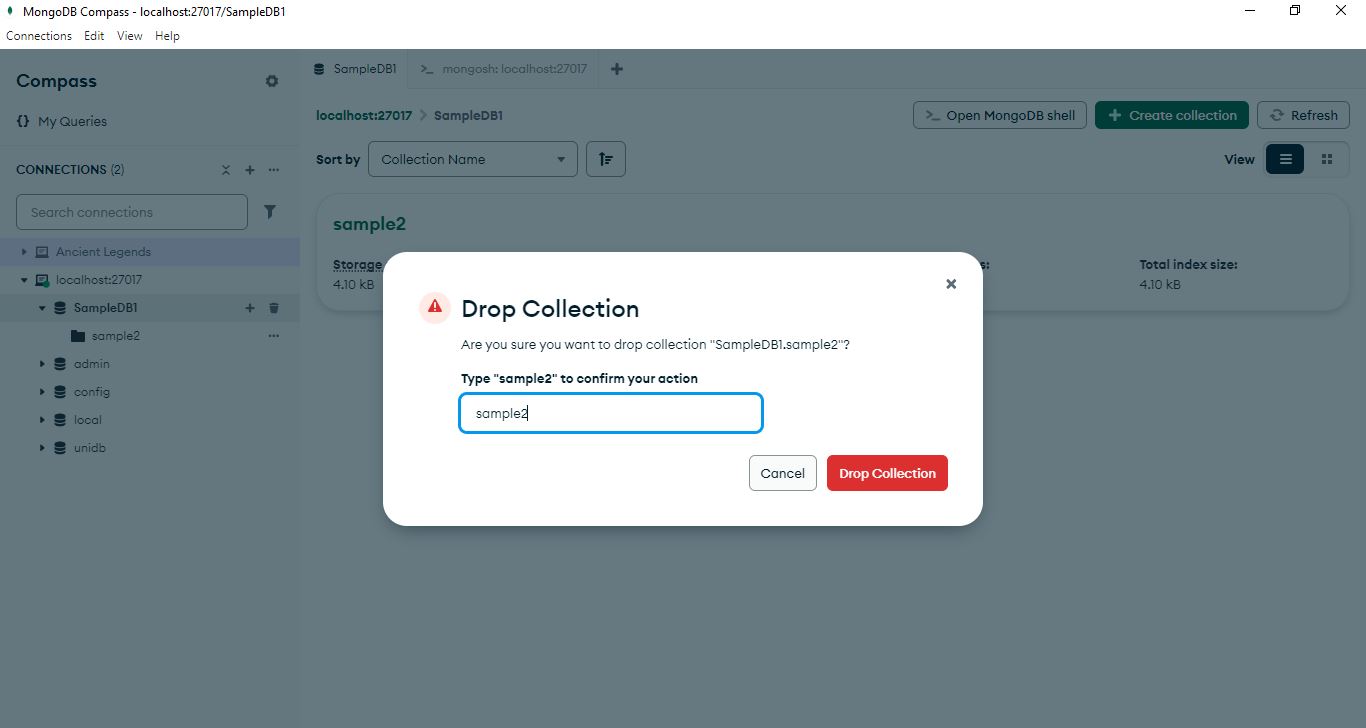 MongoDB Compass - localhost:27017/SampleDB1
Connections Edit View Help
Compass
My Queries
CONNECTIONS (2)
Search connections
Ancient Legends
localhost:27017
SampleDB1
sample2
admin
config
local
unidb
SampleDB1 mongosh: localhost:27017
localhost:27017 SampleDB1
Open MongoDB shell Create collection Refresh
Sort by Collection Name View
sample2
Storage s: Total index size:
4.10 kB 4.10 kB
Drop Collection
Are you sure you want to drop collection "SampleDB1.sample2"?
Type "sample2" to confirm your action
sample2
Cancel Drop Collection